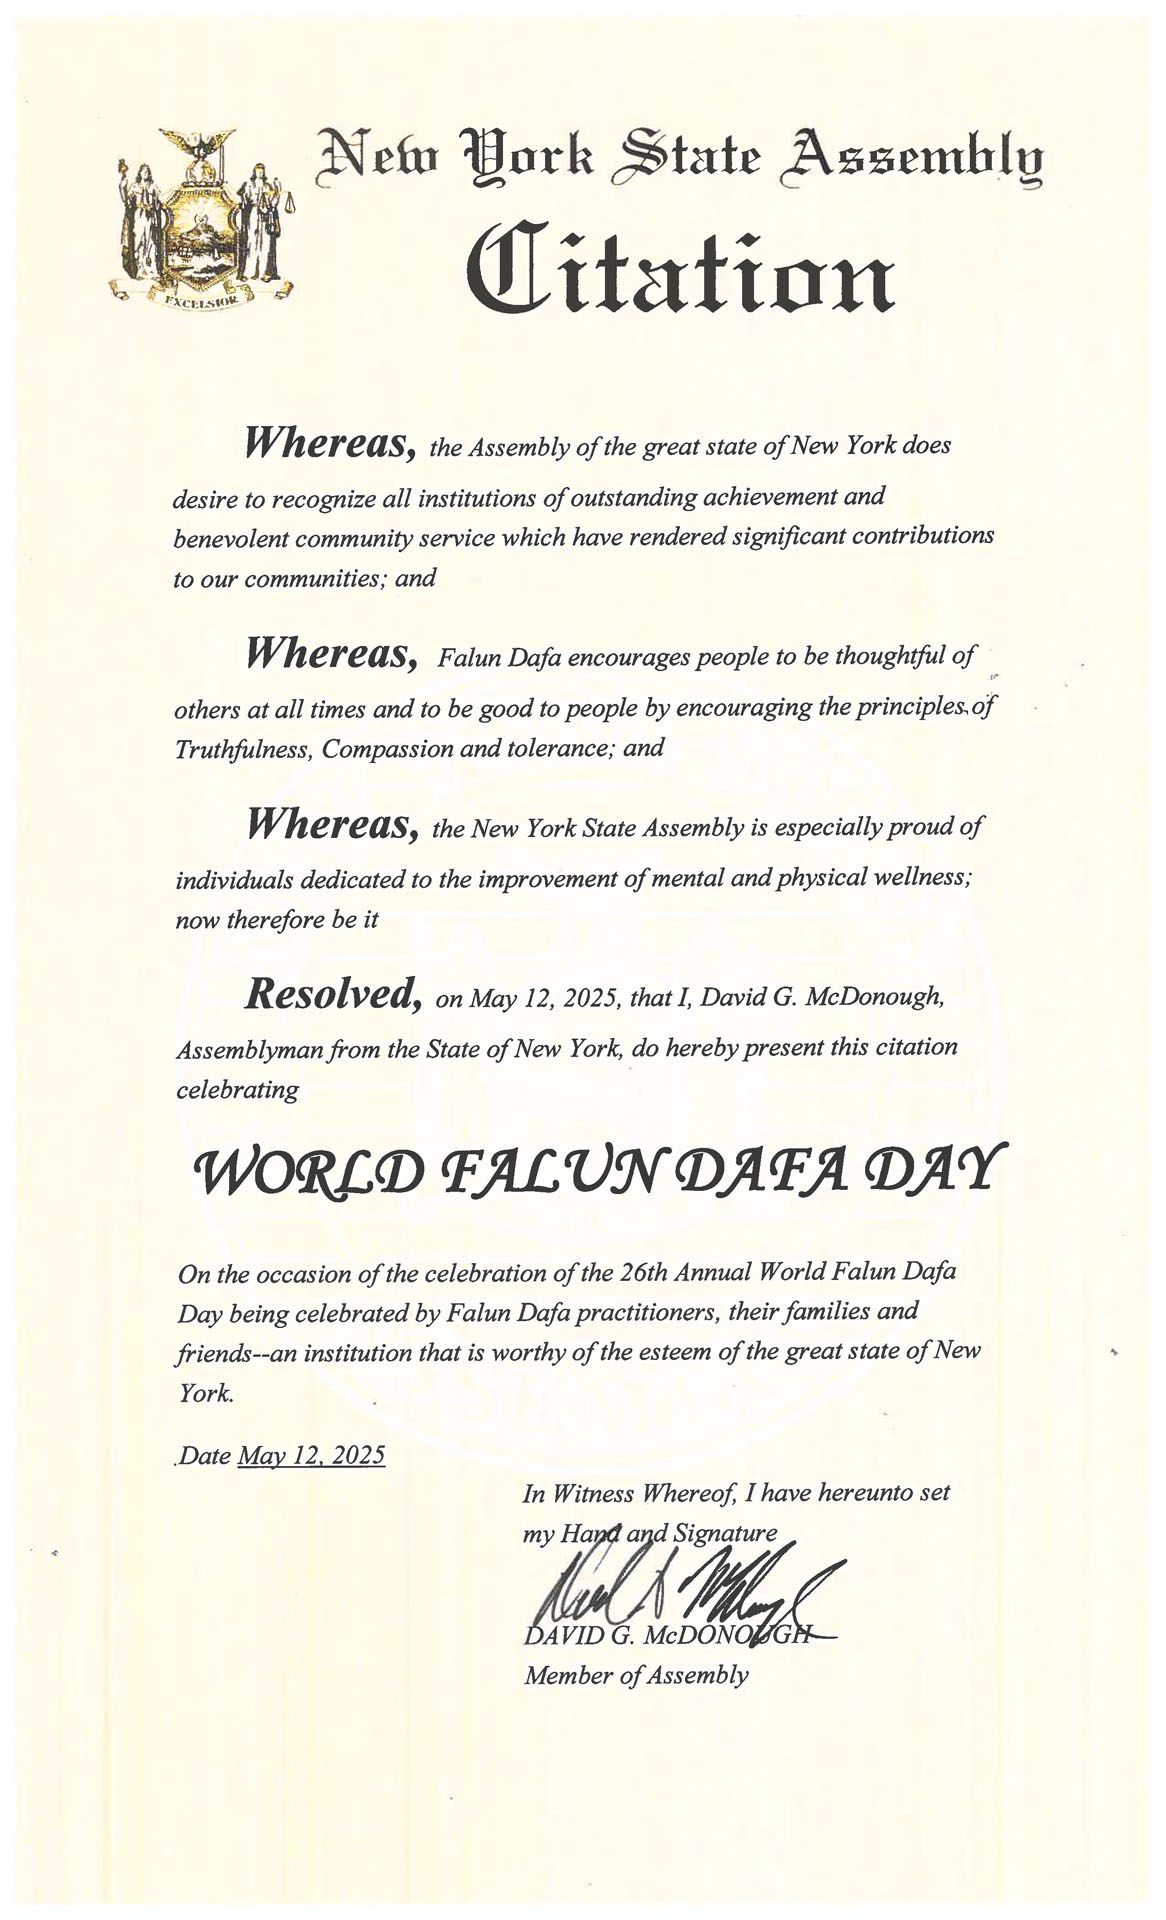 New York State Assembly
Citation
EXCELSIOR
Whereas, the Assembly of the great state of New York does
desire to recognize all institutions of outstanding achievement and
benevolent community service which have rendered significant contributions
to our communities; and
Whereas, Falun Dafa encourages people to be thoughtful of
others at all times and to be good to people by encouraging the principles of
Truthfulness, Compassion and tolerance; and
Whereas, the New York State Assembly is especially proud of
individuals dedicated to the improvement of mental and physical wellness;
now therefore be it
Resolved, on May 12, 2025, that I, David G. McDonough,
Assemblyman from the State of New York, do hereby present this citation
celebrating
WORLD FALUN DAFA DAY
On the occasion of the celebration of the 26th Annual World Falun Dafa
Day being celebrated by Falun Dafa practitioners, their families and
friends--an institution that is worthy of the esteem of the great state of New
York.
.Date May 12, 2025
In Witness Whereof, I have hereunto set
my Hand and Signature
DAVID G. McDONOUGH
Member of Assembly